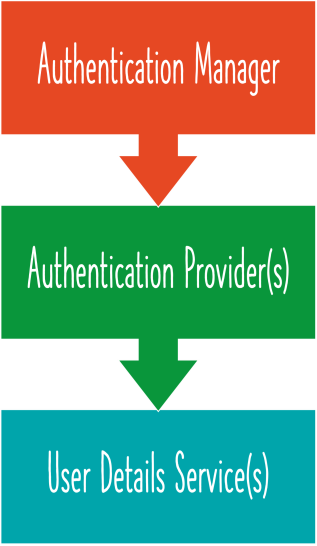 Authentication Manager
Authentication Provider(s)
User Details Service(s)